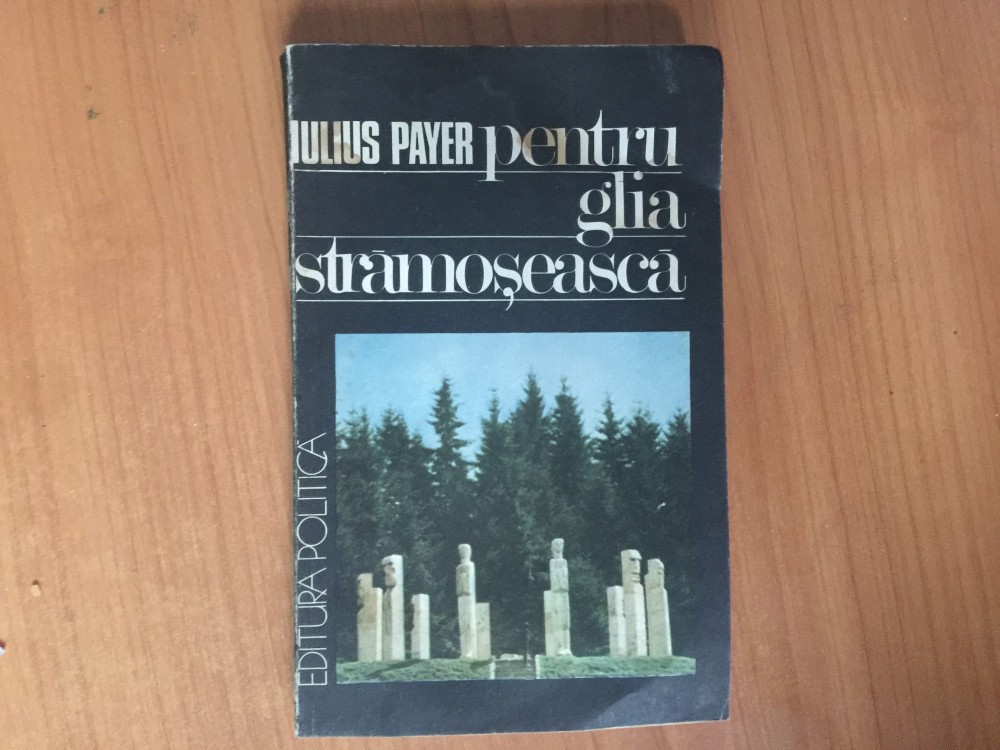 IULIUS PAYER pentru
glia
strămoșească
EDITURA POLITICĂ